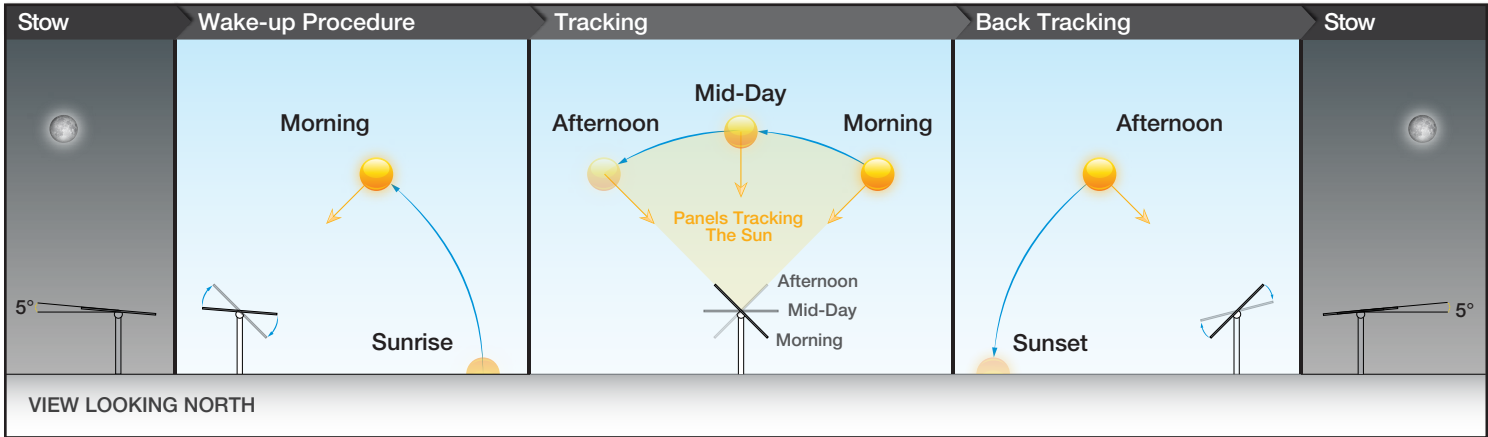 Stow
Wake-up Procedure
Tracking
Back Tracking
Stow
5°
Morning
Sunrise
Mid-Day
Afternoon
Morning
Panels Tracking
The Sun
Afternoon
Mid-Day
Morning
Afternoon
Sunset
5°
VIEW LOOKING NORTH